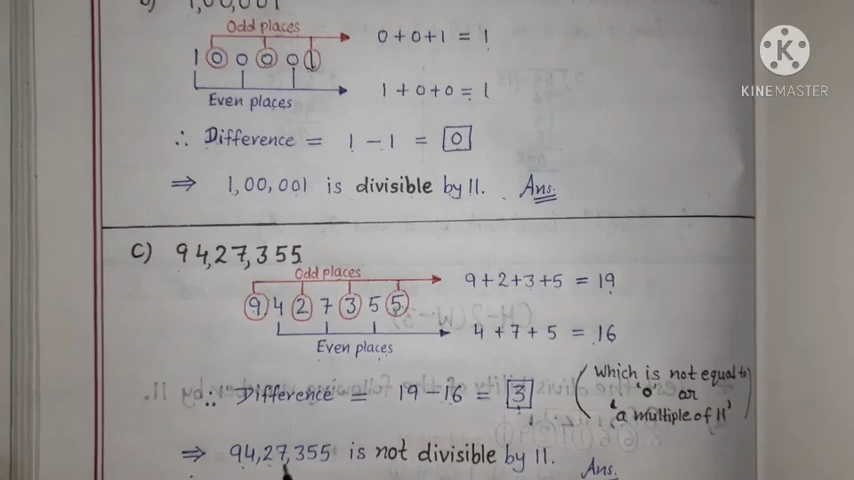 b) 1,00,001
Odd places
0 + 0 + 1 = 1
1 0 0 0 0 1
1 + 0 + 0 = 1
Even places
∴ Difference = 1 - 1 = 0
⇒ 1,00,001 is divisible by 11. Ans.
c) 94,27,355
Odd places
9 + 2 + 3 + 5 = 19
9 4 2 7 3 5 5
4 + 7 + 5 = 16
Even places
∴ Difference = 19 - 16 = 3
(Which is not equal to
'0' or
'a multiple of 11')
⇒ 94,27,355 is not divisible by 11.
Ans.
KINEMASTER